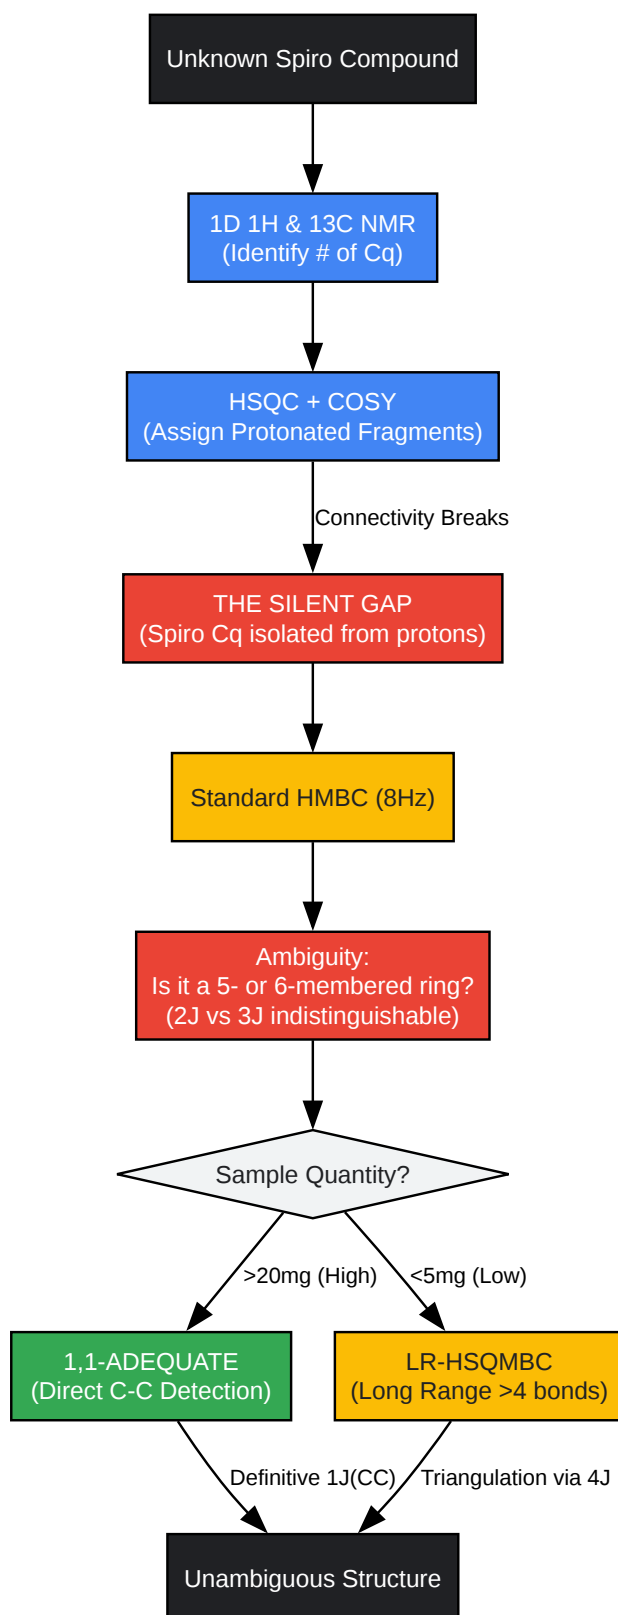 Unknown Spiro Compound
1D 1H & 13C NMR
(Identify # of Cq)
HSQC + COSY
(Assign Protonated Fragments)
Connectivity Breaks
THE SILENT GAP
(Spiro Cq isolated from protons)
Standard HMBC (8Hz)
Ambiguity:
Is it a 5- or 6-membered ring?
(2J vs 3J indistinguishable)
Sample Quantity?
>20mg (High)
<5mg (Low)
1,1-ADEQUATE
(Direct C-C Detection)
LR-HSQMBC
(Long Range >4 bonds)
Definitive 1J(CC)
Triangulation via 4J
Unambiguous Structure